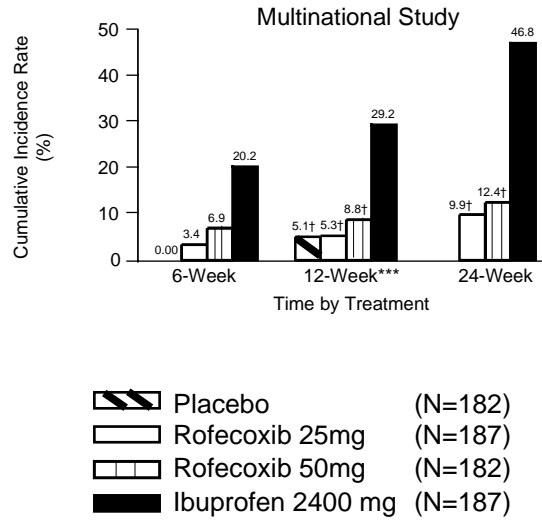 Multinational Study
Cumulative Incidence Rate
(%)
50
40
30
20
10
0
0.00
3.4
6.9
20.2
5.1†
5.3†
8.8†
29.2
9.9†
12.4†
46.8
6-Week
12-Week***
24-Week
Time by Treatment
Placebo (N=182)
Rofecoxib 25mg (N=187)
Rofecoxib 50mg (N=182)
Ibuprofen 2400 mg (N=187)